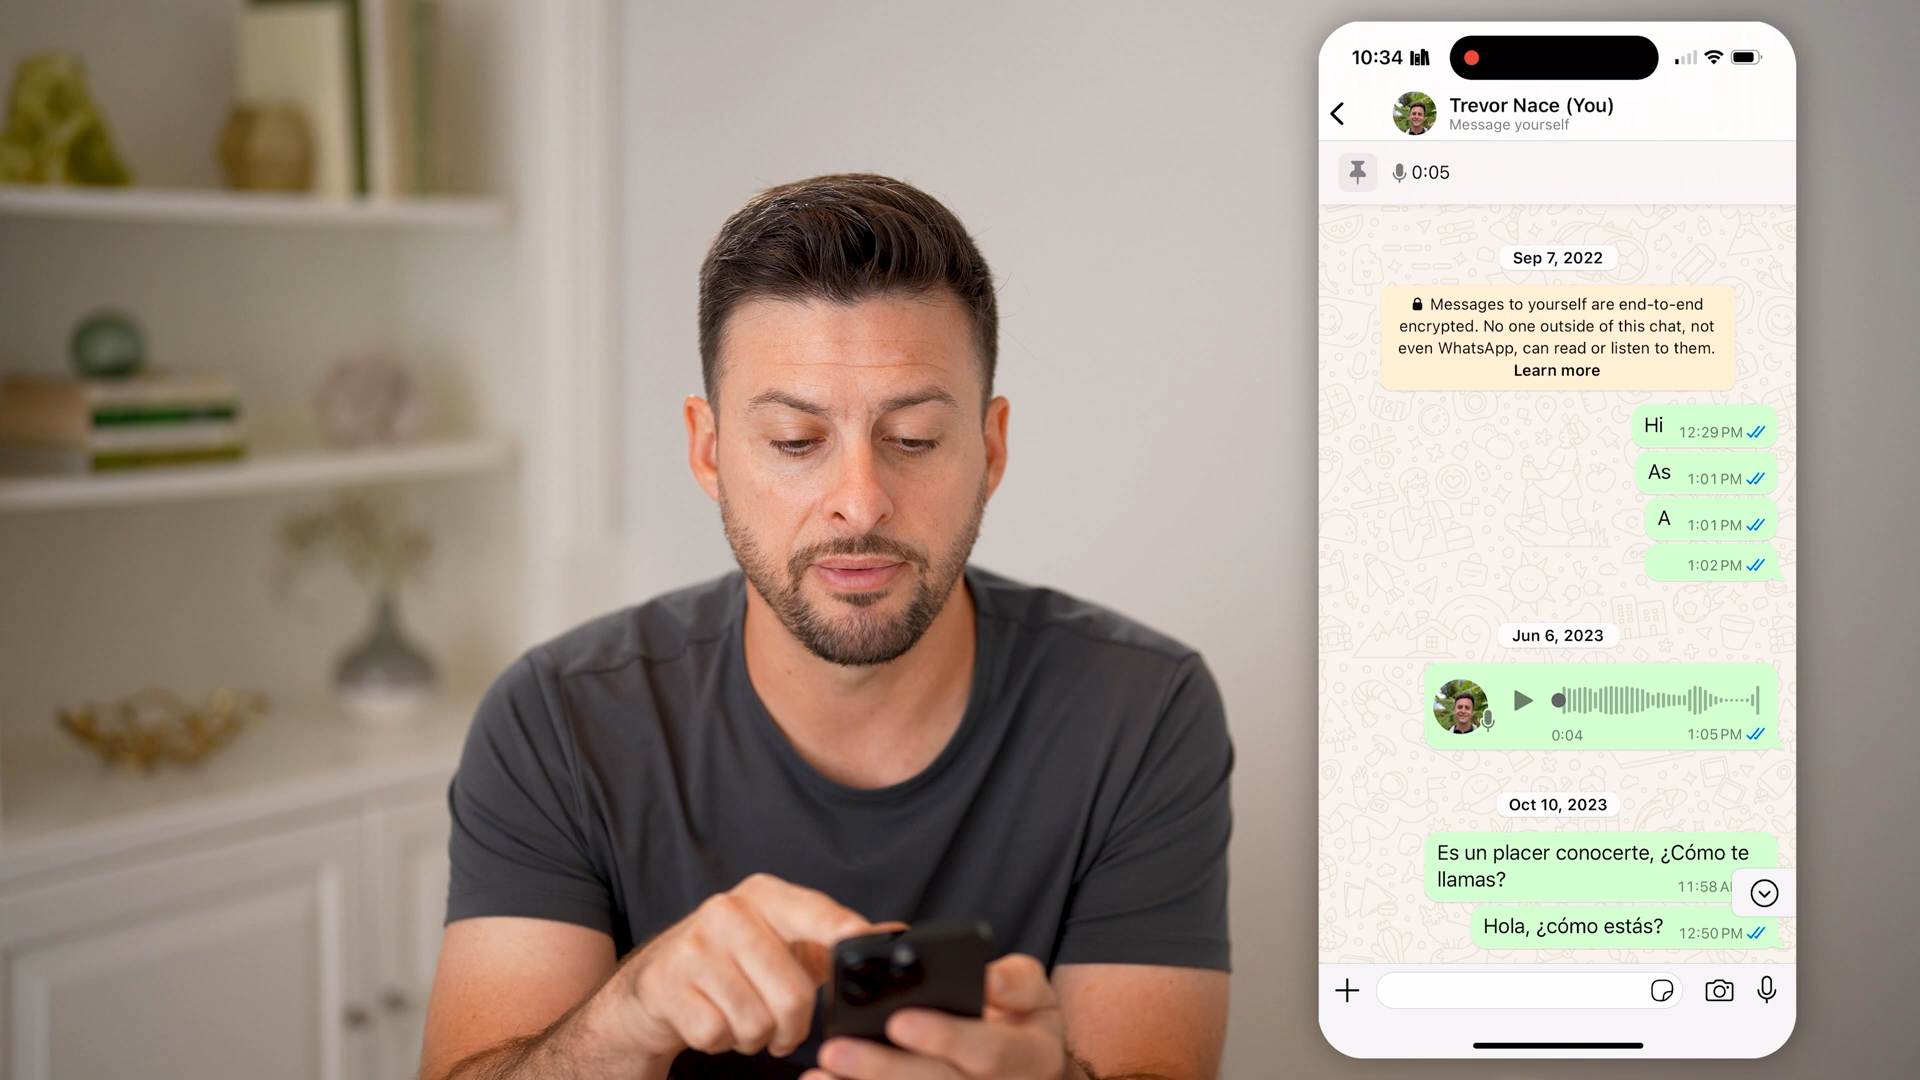 10:34
Trevor Nace (You)
Message yourself
0:05
Sep 7, 2022
Messages to yourself are end-to-end
encrypted. No one outside of this chat, not
even WhatsApp, can read or listen to them.
Learn more
Hi 12:29 PM
As 1:01 PM
A 1:01 PM
1:02 PM
Jun 6, 2023
0:04 1:05 PM
Oct 10, 2023
Es un placer conocerte, ¿Cómo te
llamas? 11:58 A
Hola, ¿cómo estás? 12:50 PM